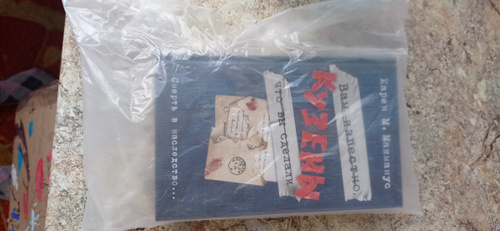 Карен М. Макманус
Вам известно,
КУЗЕНЫ
что вы сделали
Смерть в наследство...